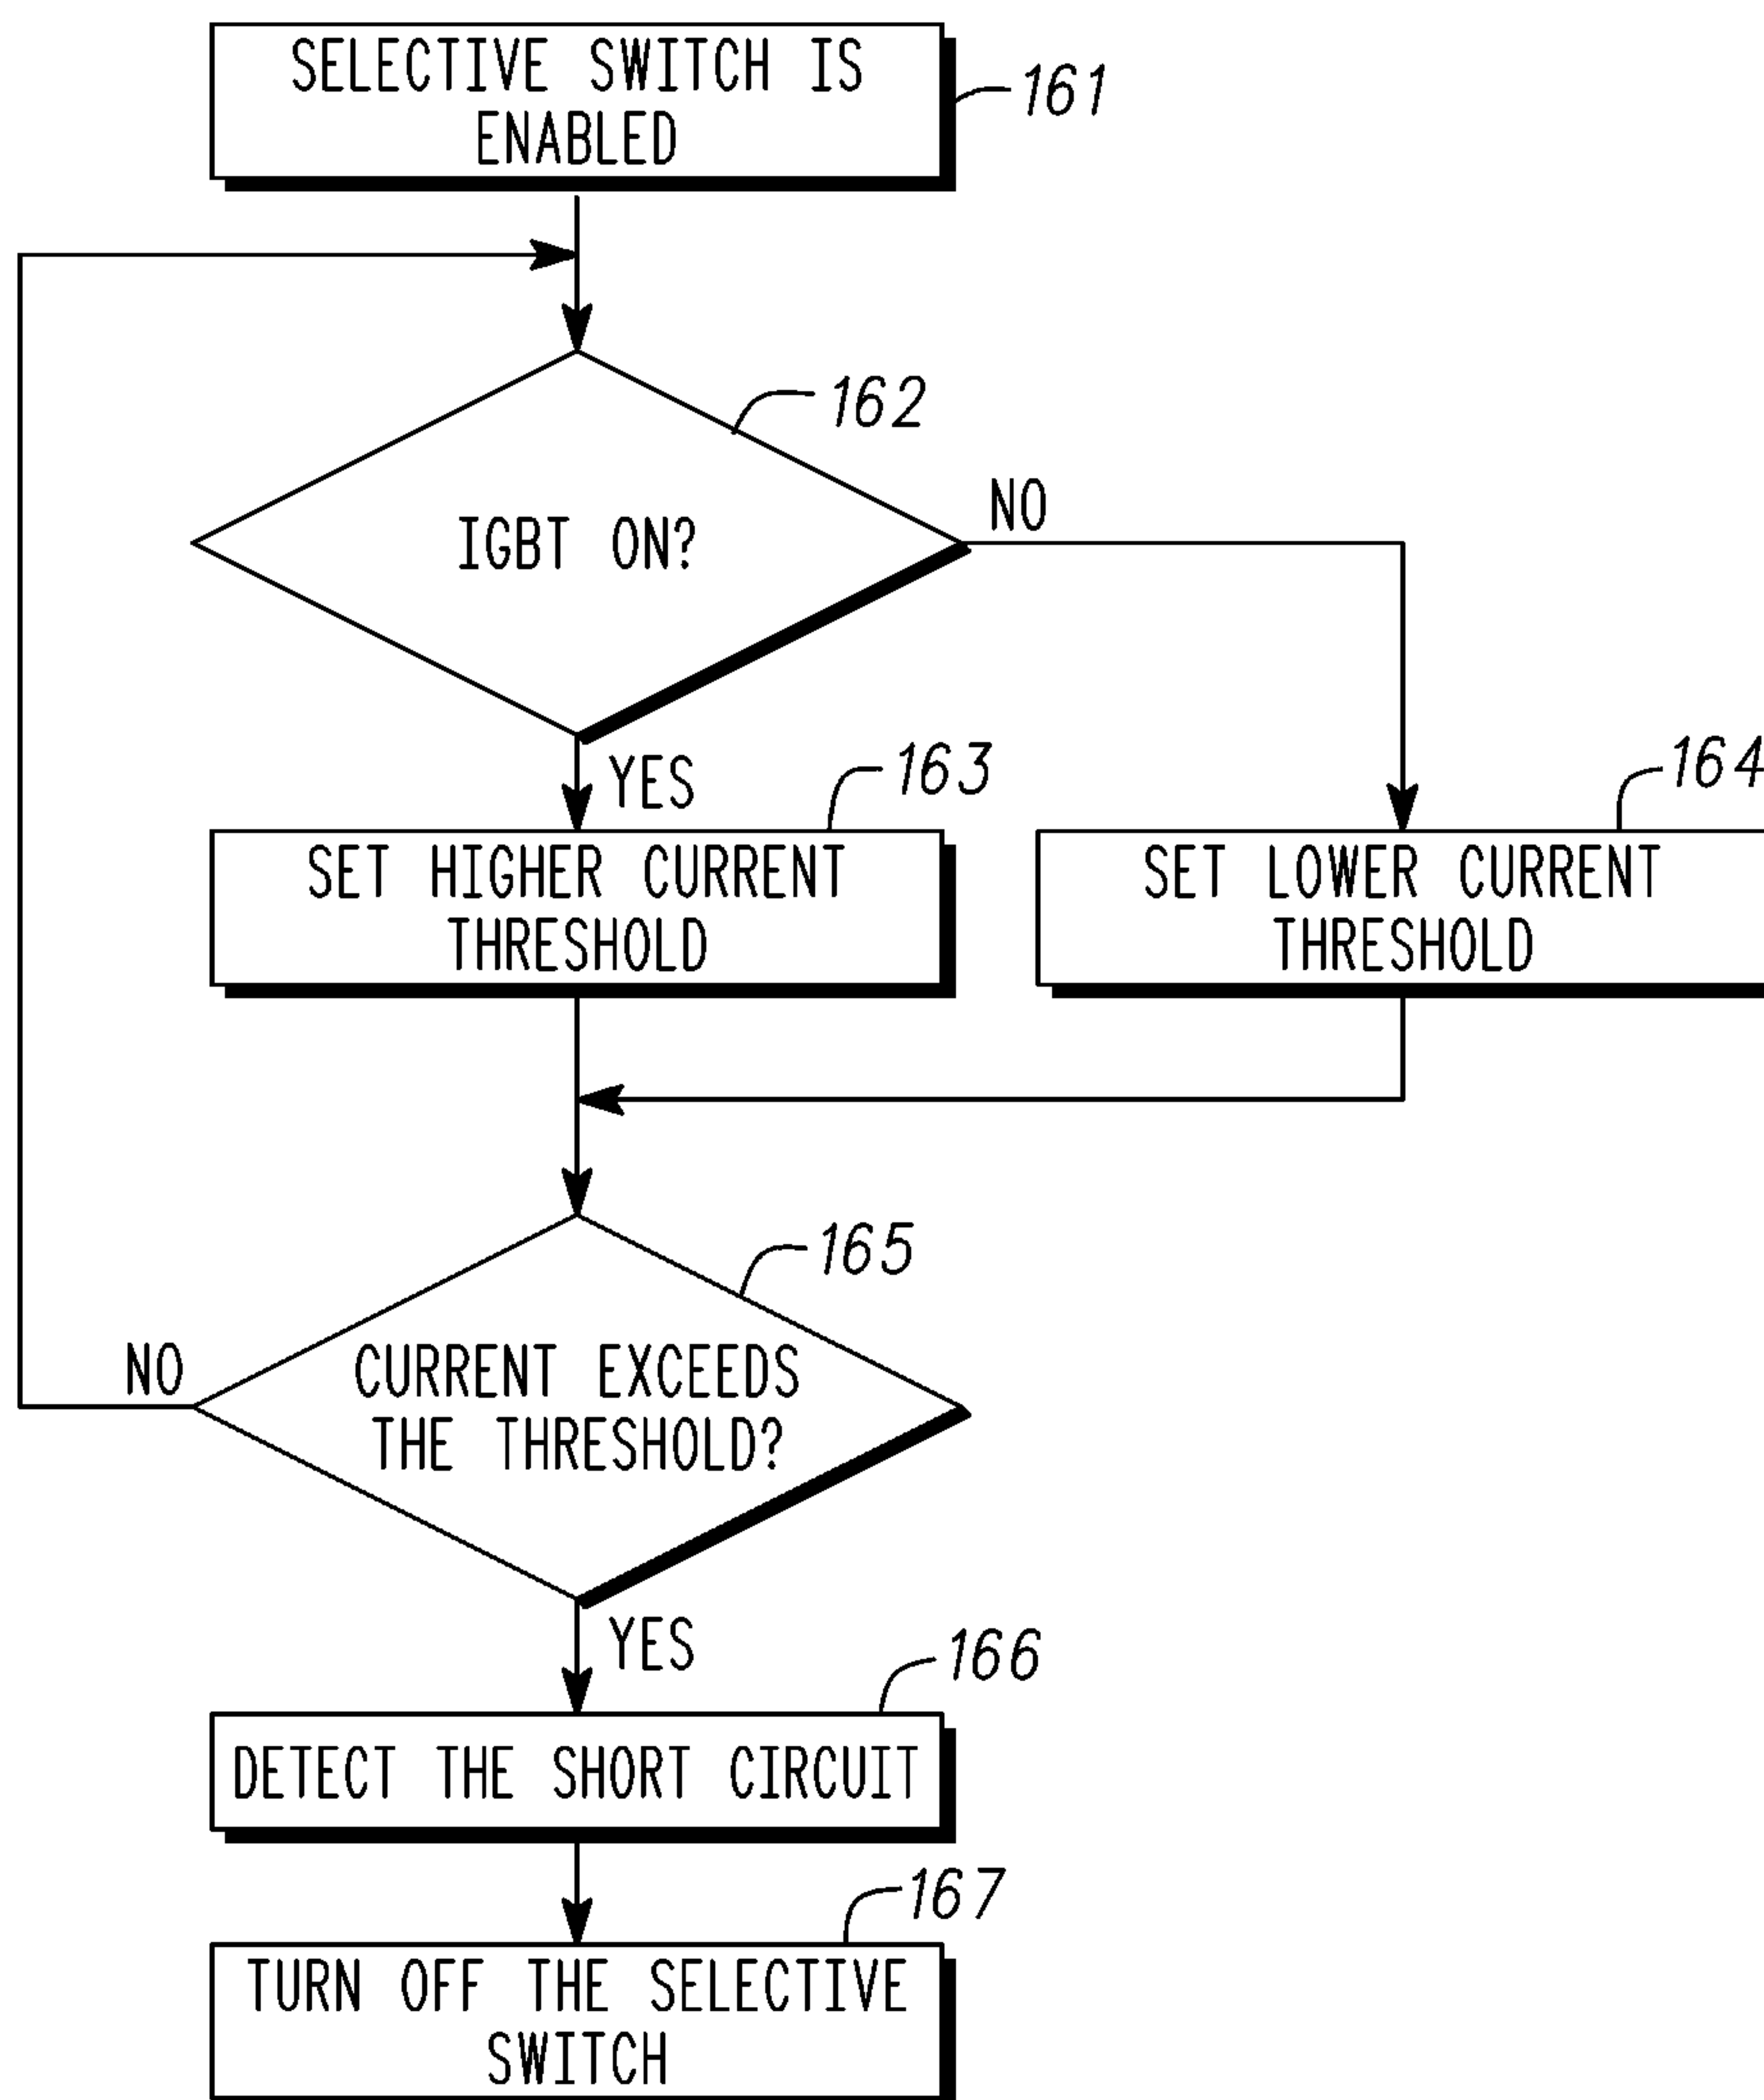 SELECTIVE SWITCH IS
ENABLED
161
162
IGBT ON?
NO
YES
163
164
SET HIGHER CURRENT
THRESHOLD
SET LOWER CURRENT
THRESHOLD
165
NO
CURRENT EXCEEDS
THE THRESHOLD?
YES
166
DETECT THE SHORT CIRCUIT
167
TURN OFF THE SELECTIVE
SWITCH